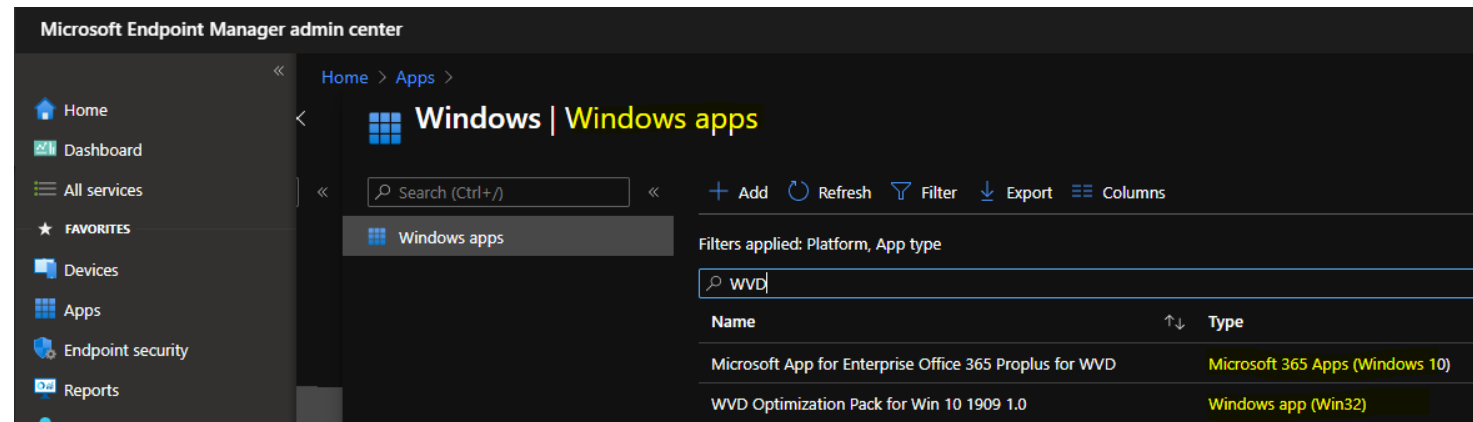 Microsoft Endpoint Manager admin center
«
Home > Apps >
Home
Dashboard
All services
★ FAVORITES
Devices
Apps
Endpoint security
Reports
<
Windows | Windows apps
«
Search (Ctrl+/)
«
Windows apps
+ Add Refresh Filter Export Columns
Filters applied: Platform, App type
WVD
Name ↑↓ Type
Microsoft App for Enterprise Office 365 Proplus for WVD Microsoft 365 Apps (Windows 10)
WVD Optimization Pack for Win 10 1909 1.0 Windows app (Win32)